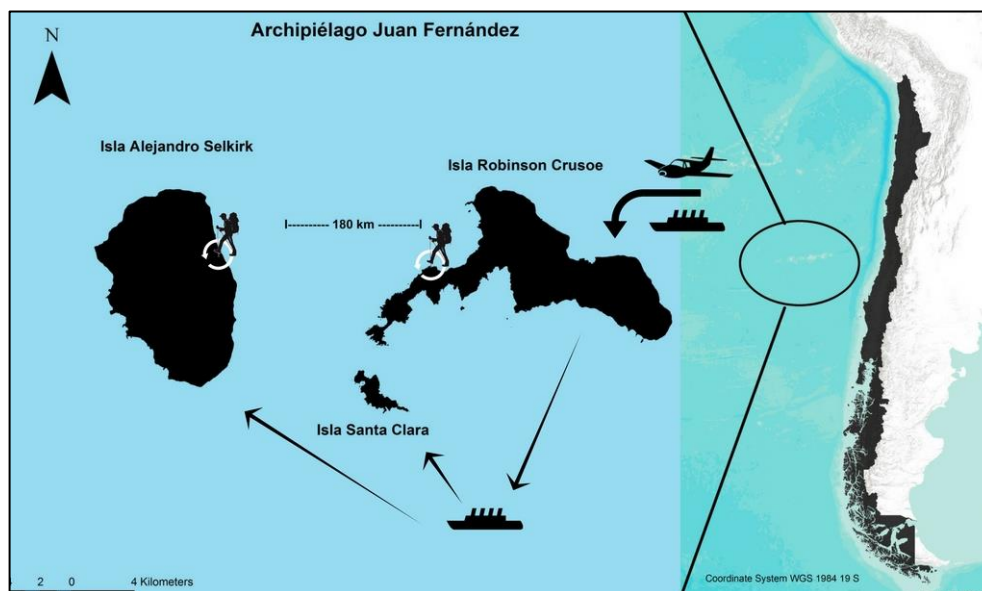 Archipiélago Juan Fernández
N
Isla Alejandro Selkirk
Isla Robinson Crusoe
|---------- 180 km ----------|
Isla Santa Clara
4 2 0 4 Kilometers
Coordinate System WGS 1984 19 S